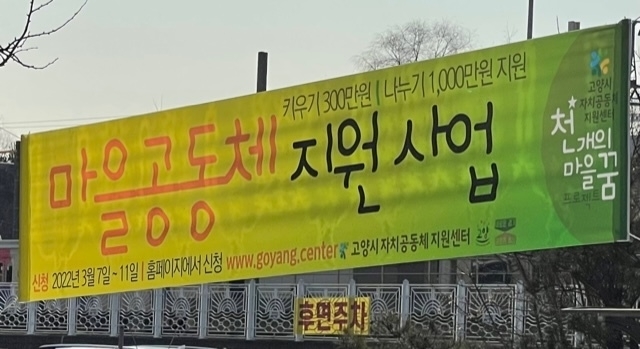 키우기 300만원 | 나누기 1,000만원 지원
마을공동체 지원사업
신청 2022년 3월 7일~11일 | 홈페이지에서 신청 www.goyang.center 고양시 자치공동체 지원센터
고양시
자치공동체
지원센터
천개의
마을꿈
프로젝트
후면주차